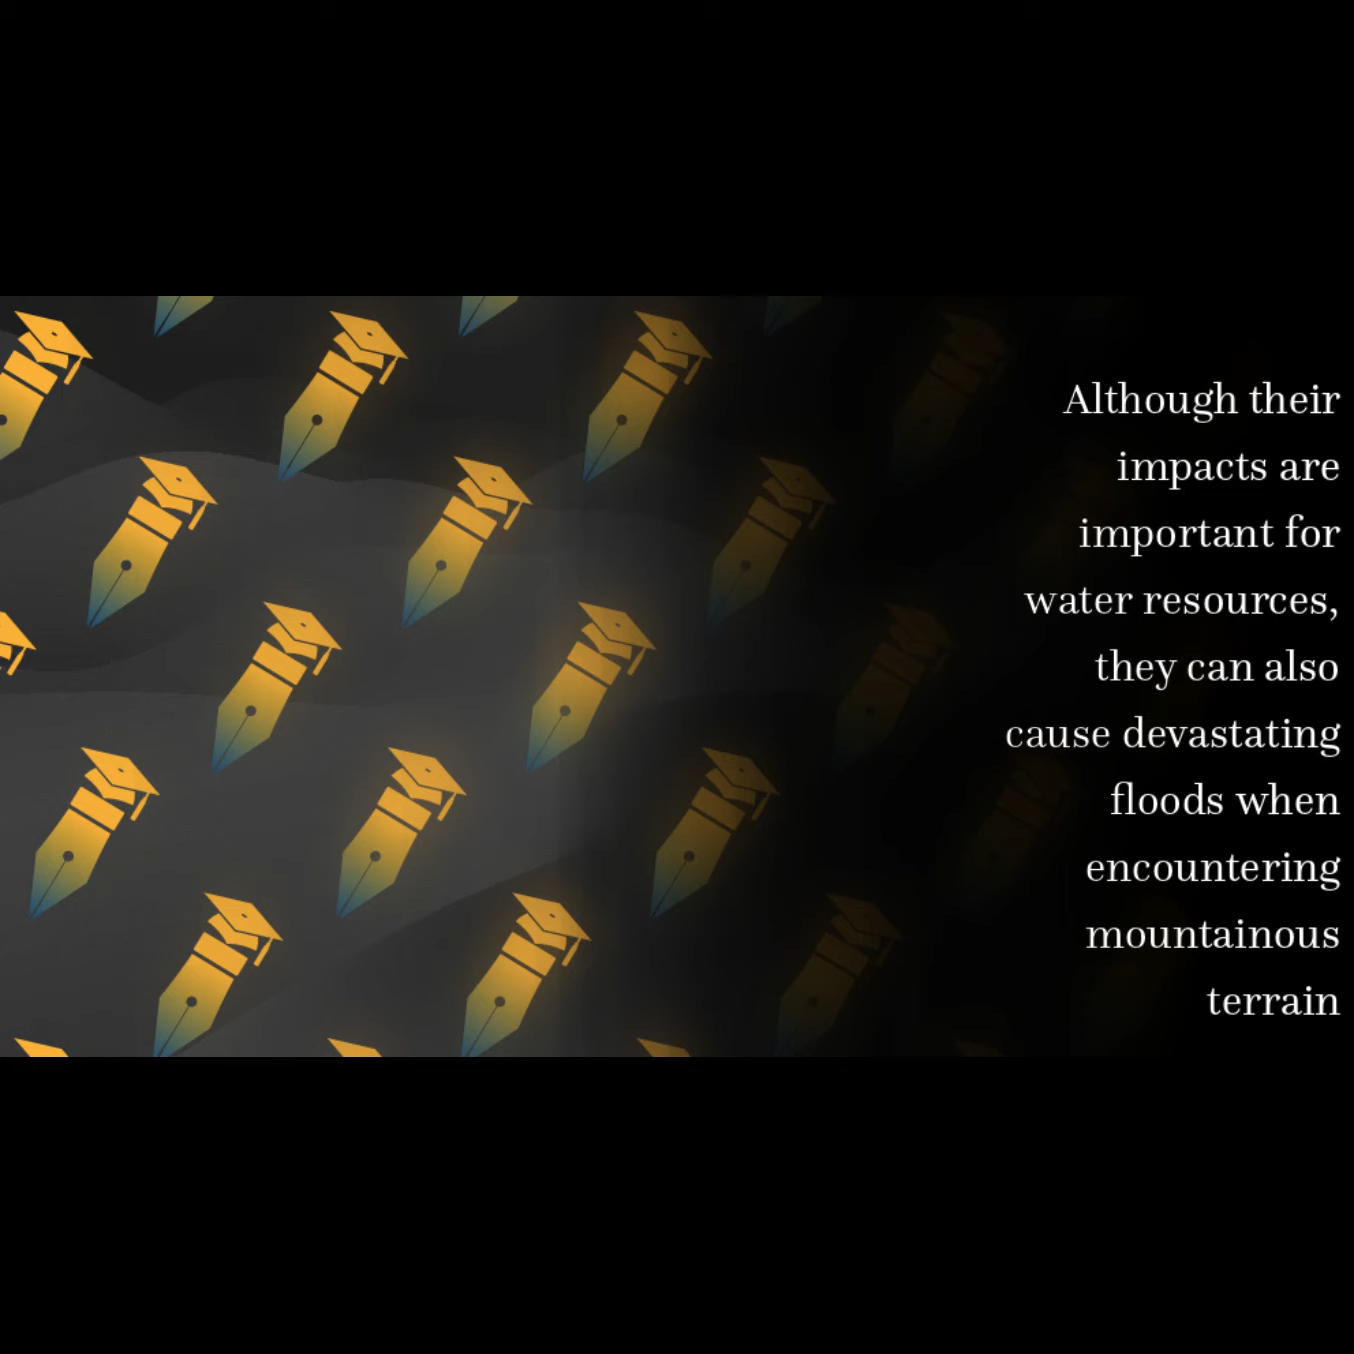 Although their
impacts are
important for
water resources,
they can also
cause devastating
floods when
encountering
mountainous
terrain